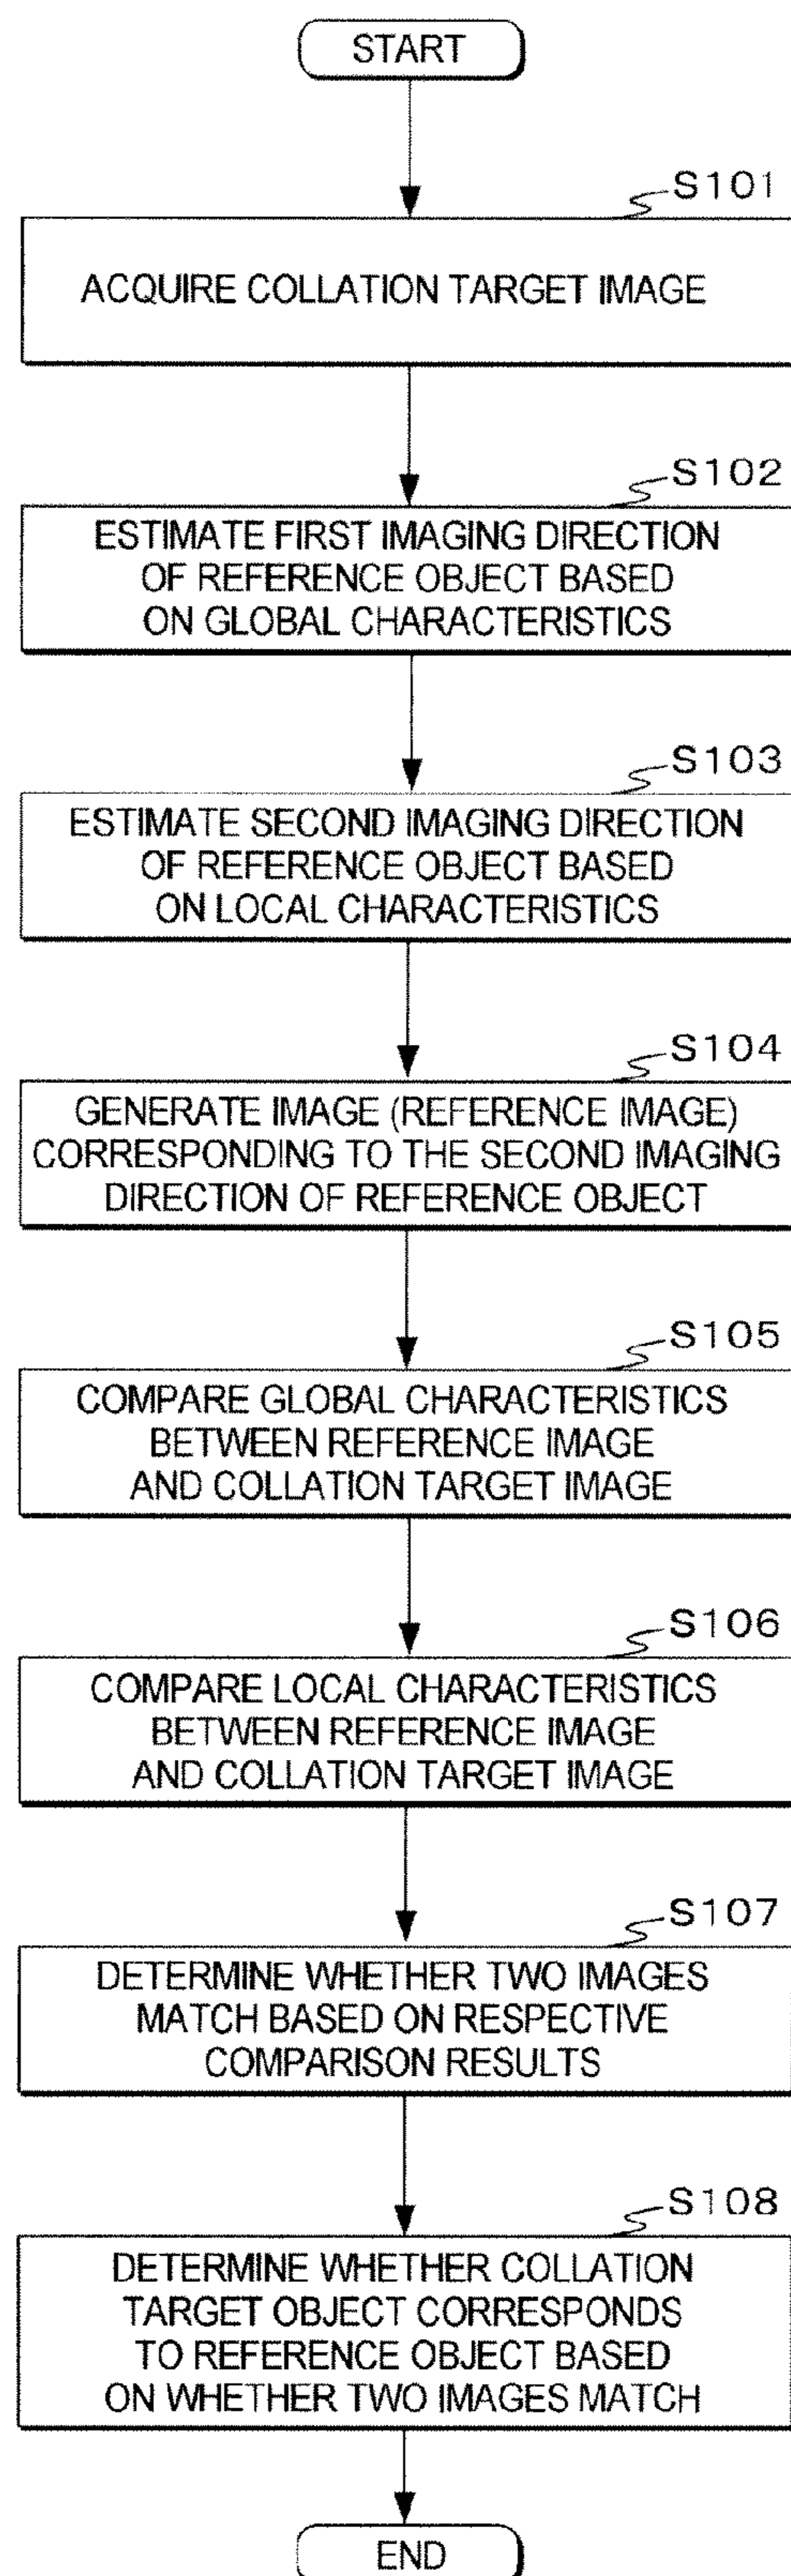 START
S101
ACQUIRE COLLATION TARGET IMAGE
S102
ESTIMATE FIRST IMAGING DIRECTION
OF REFERENCE OBJECT BASED
ON GLOBAL CHARACTERISTICS
S103
ESTIMATE SECOND IMAGING DIRECTION
OF REFERENCE OBJECT BASED
ON LOCAL CHARACTERISTICS
S104
GENERATE IMAGE (REFERENCE IMAGE)
CORRESPONDING TO THE SECOND IMAGING
DIRECTION OF REFERENCE OBJECT
S105
COMPARE GLOBAL CHARACTERISTICS
BETWEEN REFERENCE IMAGE
AND COLLATION TARGET IMAGE
S106
COMPARE LOCAL CHARACTERISTICS
BETWEEN REFERENCE IMAGE
AND COLLATION TARGET IMAGE
S107
DETERMINE WHETHER TWO IMAGES
MATCH BASED ON RESPECTIVE
COMPARISON RESULTS
S108
DETERMINE WHETHER COLLATION
TARGET OBJECT CORRESPONDS
TO REFERENCE OBJECT BASED
ON WHETHER TWO IMAGES MATCH
END